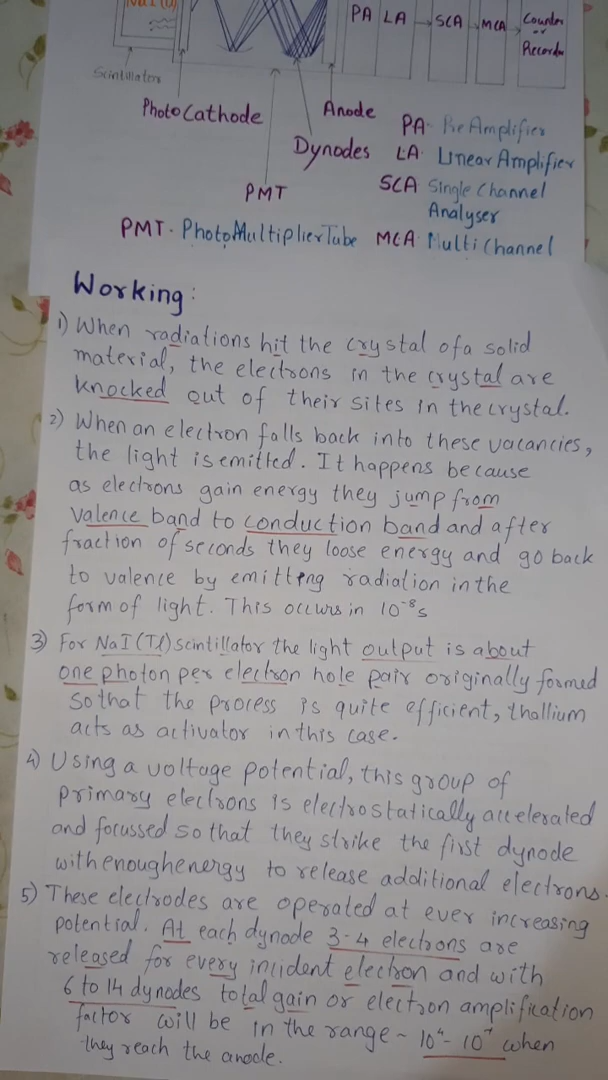 NaI(Tl)
PA LA SCA MCA Counter
or
Recorder
Scintillator
PhotoCathode
Anode
Dynodes
PMT
PA- PreAmplifier
LA- Linear Amplifier
SCA Single Channel
Analyser
PMT- PhotoMultiplierTube MCA Multi Channel
Working:
1) When radiations hit the crystal of a solid
material, the electrons in the crystal are
knocked out of their sites in the crystal.
2) When an electron falls back into these vacancies,
the light is emitted. It happens because
as electrons gain energy they jump from
valence band to conduction band and after
fraction of seconds they loose energy and go back
to valence by emitting radiation in the
form of light. This occurs in 10⁻⁸s
3) For NaI(Tl) scintillator the light output is about
one photon per electron hole pair originally formed
so that the process is quite efficient, thallium
acts as activator in this case.
4) Using a voltage potential, this group of
primary electrons is electrostatically accelerated
and focussed so that they strike the first dynode
with enough energy to release additional electrons.
5) These electrodes are operated at ever increasing
potential. At each dynode 3-4 electrons are
released for every incident electron and with
6 to 14 dynodes total gain or electron amplification
factor will be in the range ~ 10⁴- 10⁷ when
they reach the anode.